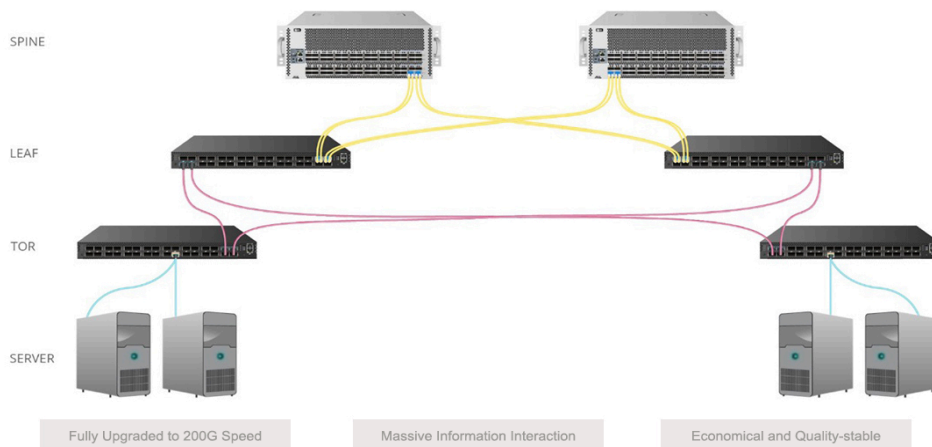 SPINE
LEAF
TOR
SERVER
Fully Upgraded to 200G Speed
Massive Information Interaction
Economical and Quality-stable